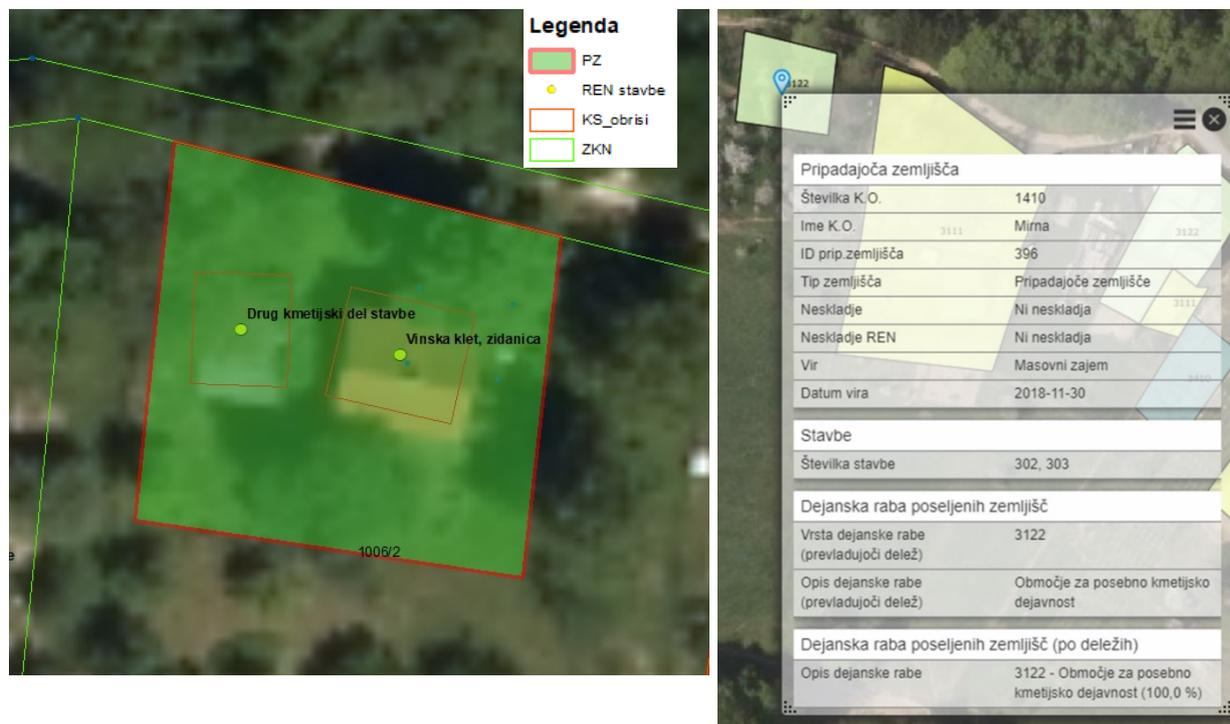 Legenda
PZ
REN stavbe
KS_obrisi
ZKN
Drug kmetijski del stavbe
Vinska klet, zidanica
1006/2
e
3122
3111
3122
3111
3410
Pripadajoča zemljišča
Številka K.O. 1410
Ime K.O. Mirna
ID prip.zemljišča 396
Tip zemljišča Pripadajoče zemljišče
Neskladje Ni neskladja
Neskladje REN Ni neskladja
Vir Masovni zajem
Datum vira 2018-11-30
Stavbe
Številka stavbe 302, 303
Dejanska raba poseljenih zemljišč
Vrsta dejanske rabe 3122
(prevladujoči delež)
Opis dejanske rabe Območje za posebno kmetijsko
(prevladujoči delež) dejavnost
Dejanska raba poseljenih zemljišč (po deležih)
Opis dejanske rabe 3122 - Območje za posebno
kmetijsko dejavnost (100,0 %)